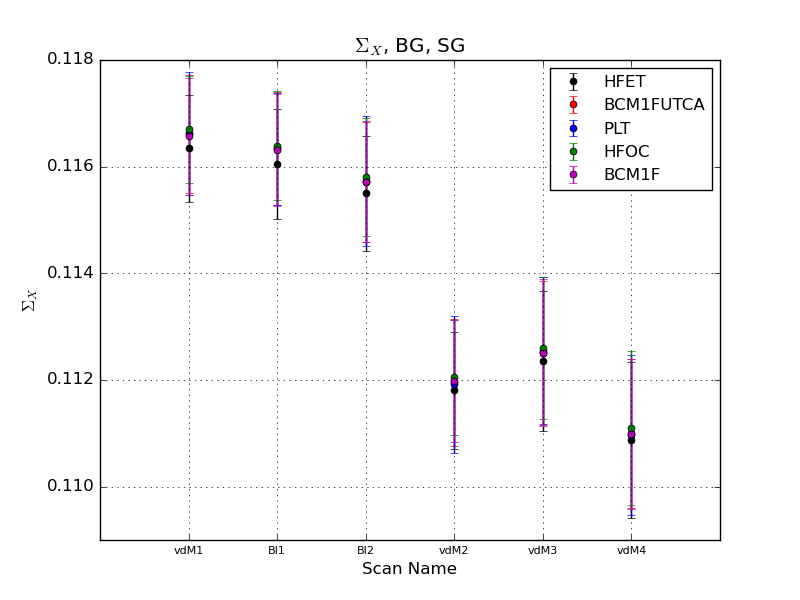 Σ_X, BG, SG
0.118
0.116
0.114
0.112
0.110
Σ_X
HFET
BCM1FUTCA
PLT
HFOC
BCM1F
vdM1 BI1 BI2 vdM2 vdM3 vdM4
Scan Name